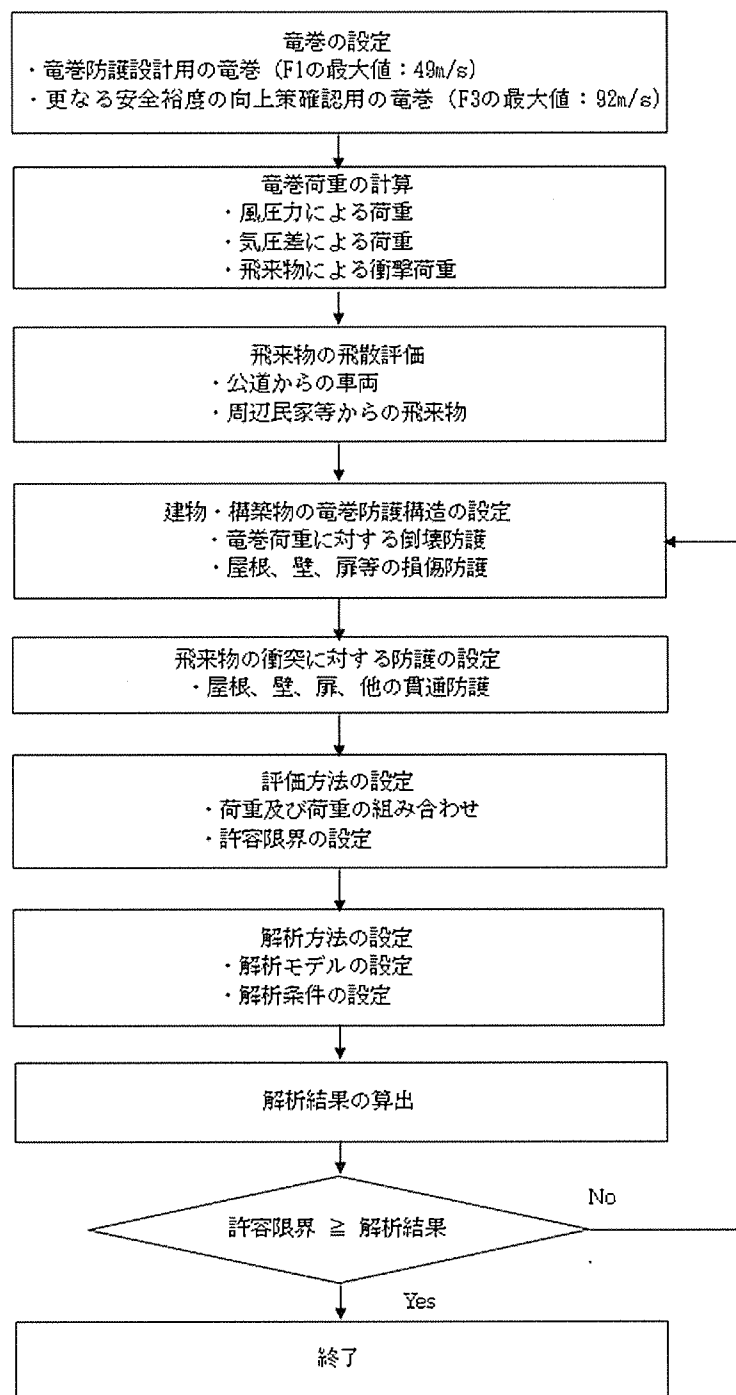 竜巻の設定
・竜巻防護設計用の竜巻 (F1の最大値：49m/s)
・更なる安全裕度の向上策確認用の竜巻 (F3の最大値：92m/s)
竜巻荷重の計算
・風圧力による荷重
・気圧差による荷重
・飛来物による衝撃荷重
飛来物の飛散評価
・公道からの車両
・周辺民家等からの飛来物
建物・構築物の竜巻防護構造の設定
・竜巻荷重に対する倒壊防護
・屋根、壁、扉等の損傷防護
飛来物の衝突に対する防護の設定
・屋根、壁、扉、他の貫通防護
評価方法の設定
・荷重及び荷重の組み合わせ
・許容限界の設定
解析方法の設定
・解析モデルの設定
・解析条件の設定
解析結果の算出
許容限界 ≧ 解析結果
No
Yes
終了